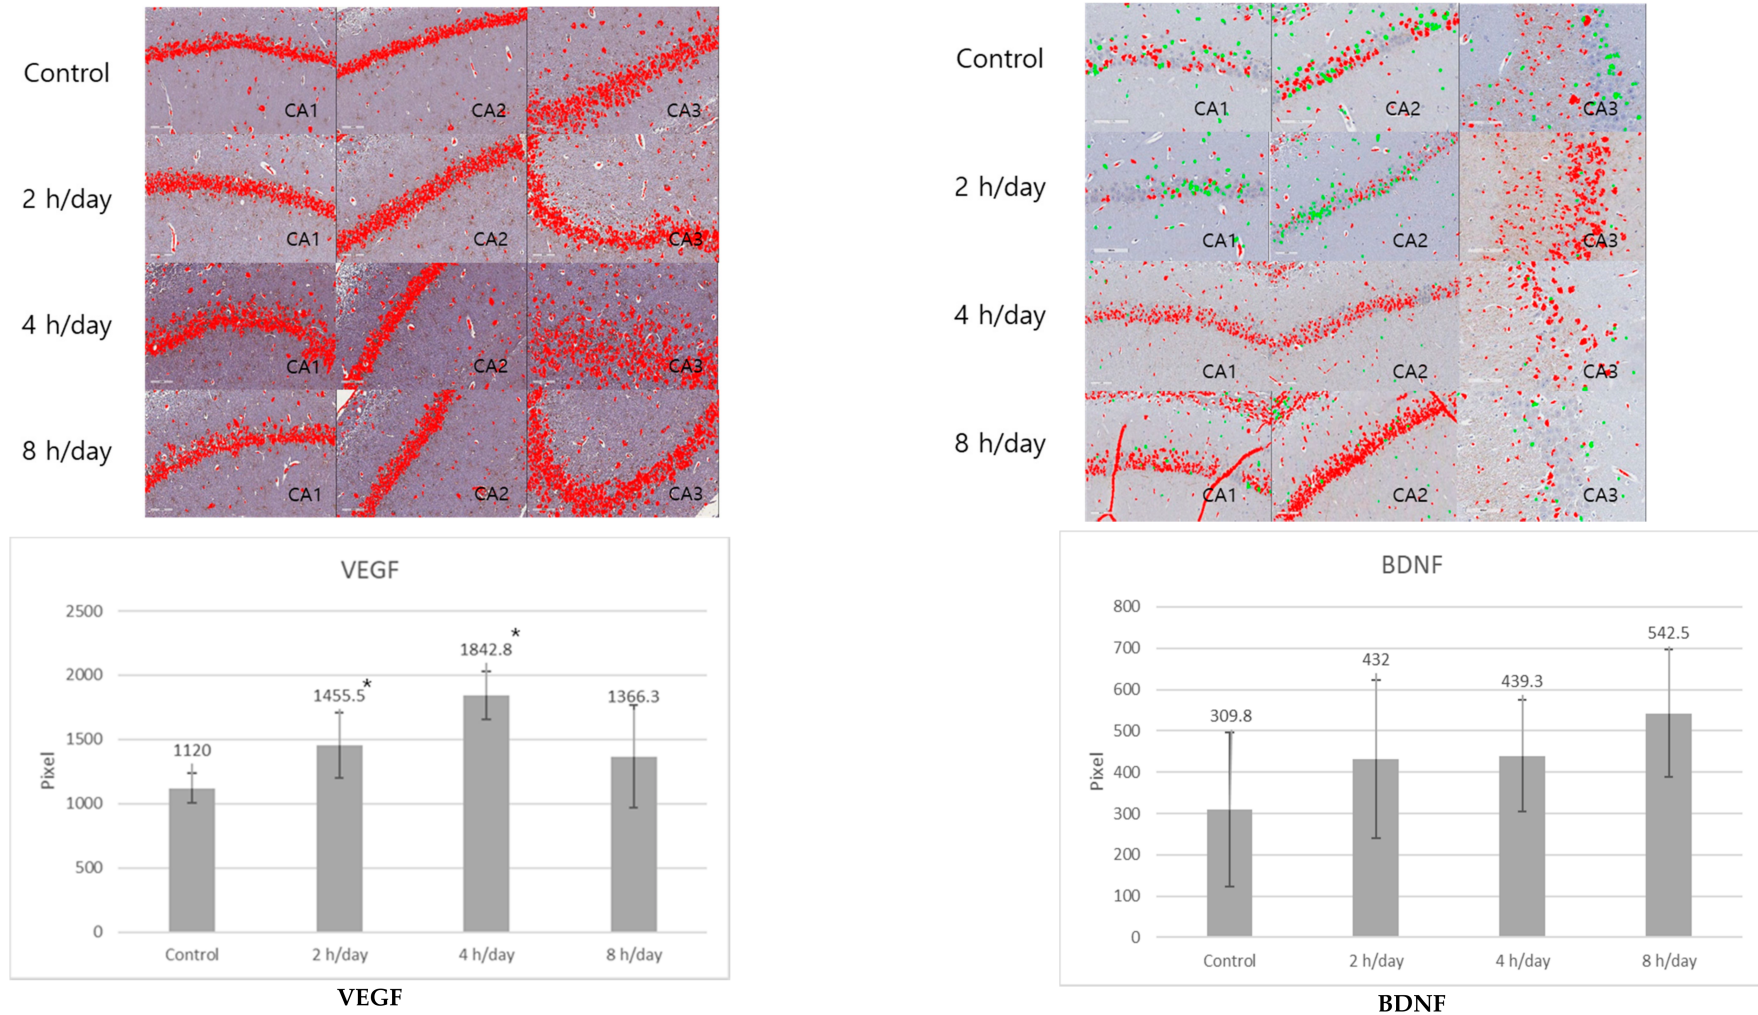 Control
CA1 CA2 CA3
2 h/day
CA1 CA2 CA3
4 h/day
CA1 CA2 CA3
8 h/day
CA1 CA2 CA3
VEGF
2500
2000
1500
1000
500
0
Pixel
1120
1455.5*
1842.8*
1366.3
Control 2 h/day 4 h/day 8 h/day
VEGF
Control
CA1 CA2 CA3
2 h/day
CA1 CA2 CA3
4 h/day
CA1 CA2 CA3
8 h/day
CA1 CA2 CA3
BDNF
800
700
600
500
400
300
200
100
0
Pixel
309.8
432
439.3
542.5
Control 2 h/day 4 h/day 8 h/day
BDNF